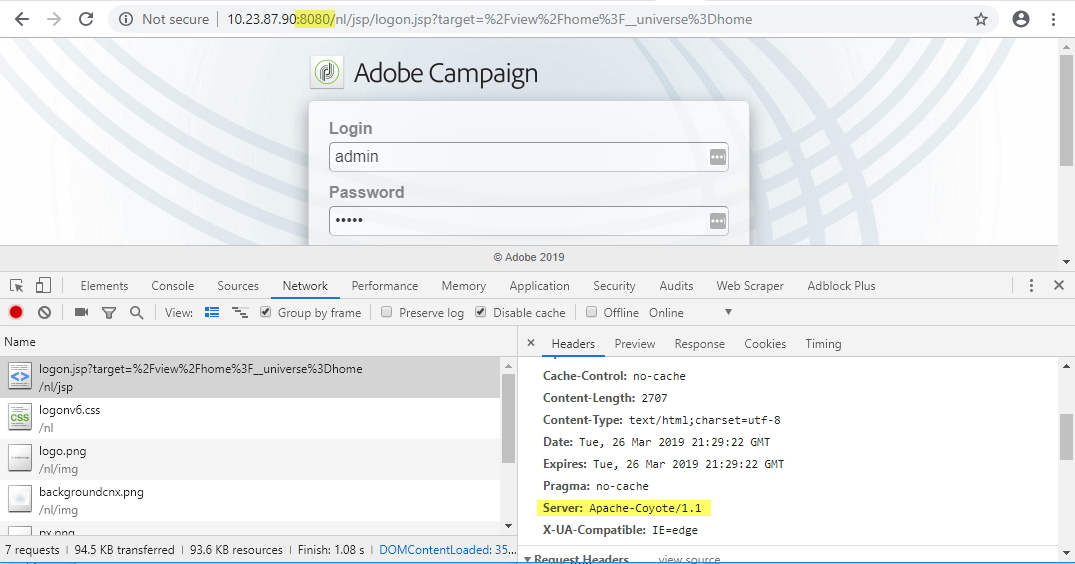 Not secure | 10.23.87.90:8080/nl/jsp/logon.jsp?target=%2Fview%2Fhome%3F__universe%3Dhome
Adobe Campaign
Login
admin
Password
•••••
© Adobe 2019
Elements Console Sources Network Performance Memory Application Security Audits Web Scraper Adblock Plus
View: Group by frame Preserve log Disable cache Offline Online
Name
logon.jsp?target=%2Fview%2Fhome%3F__universe%3Dhome
/nl/jsp
logonv6.css
/nl
CSS
logo.png
/nl/img
backgroundcnx.png
/nl/img
px.png
7 requests | 94.5 KB transferred | 93.6 KB resources | Finish: 1.08 s | DOMContentLoaded: 35...
Headers Preview Response Cookies Timing
Cache-Control: no-cache
Content-Length: 2707
Content-Type: text/html;charset=utf-8
Date: Tue, 26 Mar 2019 21:29:22 GMT
Expires: Tue, 26 Mar 2019 21:29:22 GMT
Pragma: no-cache
Server: Apache-Coyote/1.1
X-UA-Compatible: IE=edge
Request Headers view source